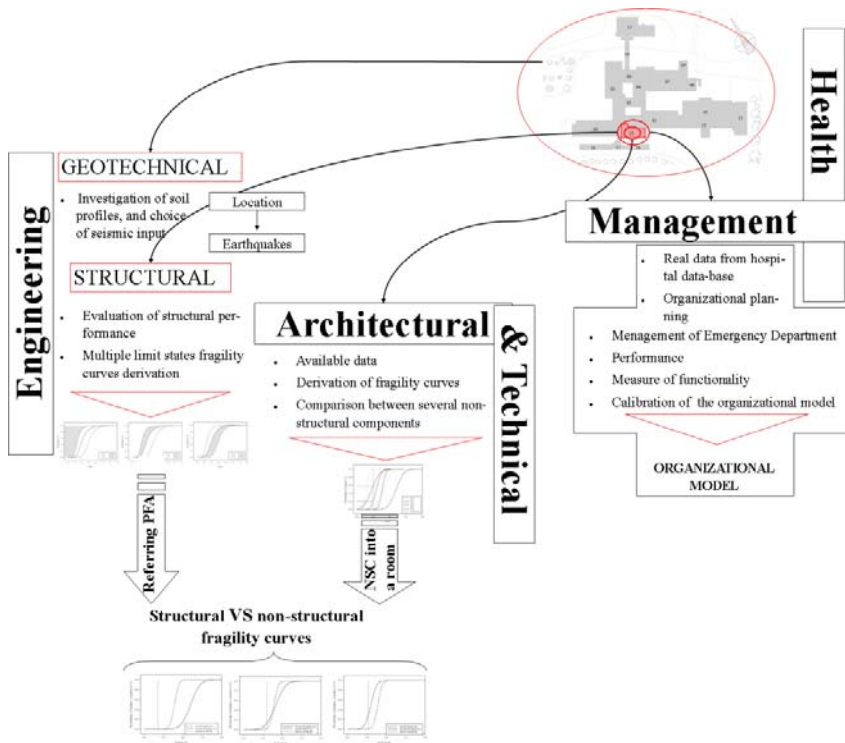 Health
Engineering
GEOTECHNICAL
• Investigation of soil
profiles, and choice
of seismic input
Location
Earthquakes
STRUCTURAL
• Evaluation of structural per-
formance
• Multiple limit states fragility
curves derivation
Architectural
& Technical
• Available data
• Derivation of fragility curves
• Comparison between several non-
structural components
Management
• Real data from hospital
data-base
• Organizational plan-
ning
• Menagement of Emergency Department
• Performance
• Measure of functionality
• Calibration of the organizational model
ORGANIZATIONAL
MODEL
Referring PFA
NSC into
a room
Structural VS non-structural
fragility curves